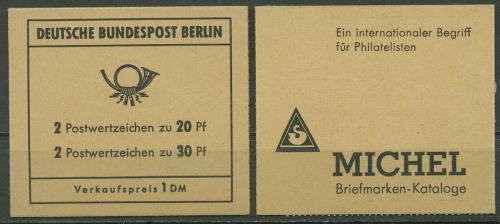 DEUTSCHE BUNDESPOST BERLIN
2 Postwertzeichen zu 20 Pf
2 Postwertzeichen zu 30 Pf
Verkaufspreis 1 DM
Ein internationaler Begriff
für Philatelisten
MICHEL
Briefmarken-Kataloge